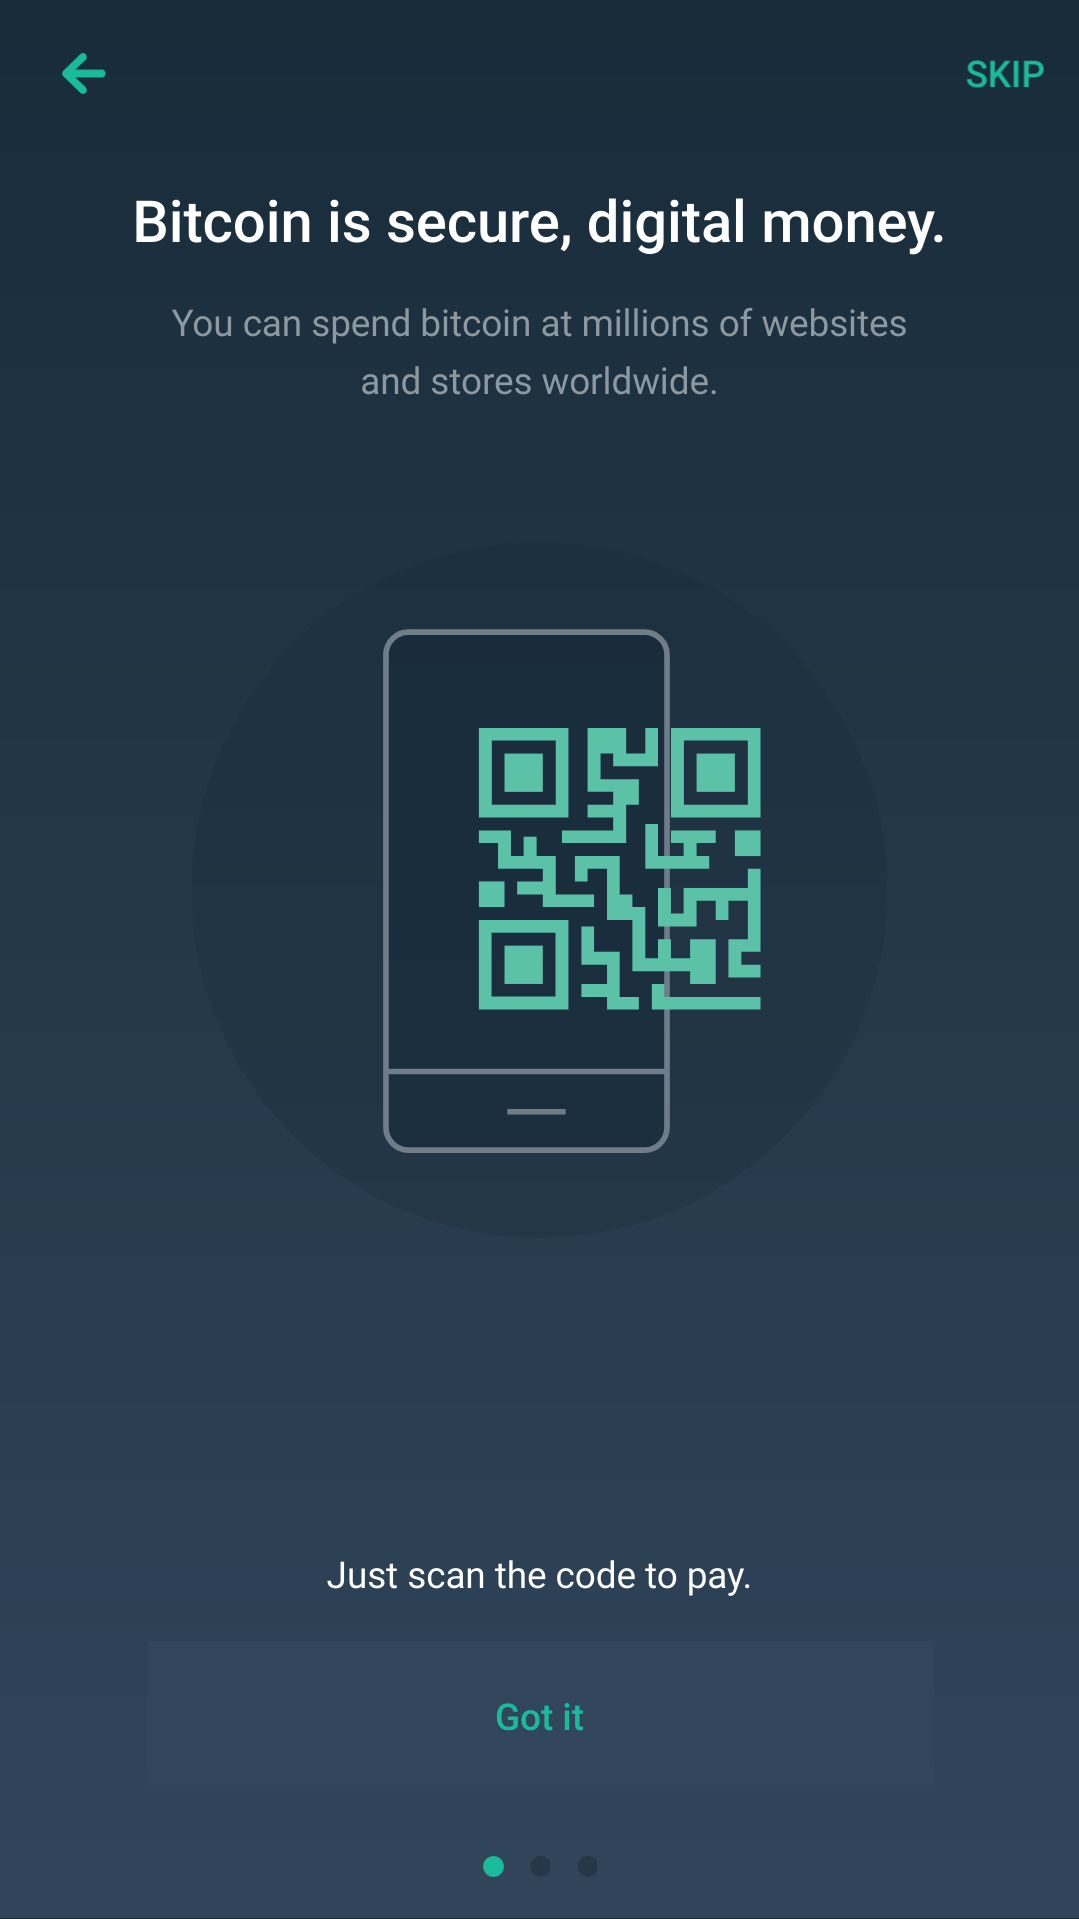 SKIP
Bitcoin is secure, digital money.
You can spend bitcoin at millions of websites
and stores worldwide.
Just scan the code to pay.
Got it